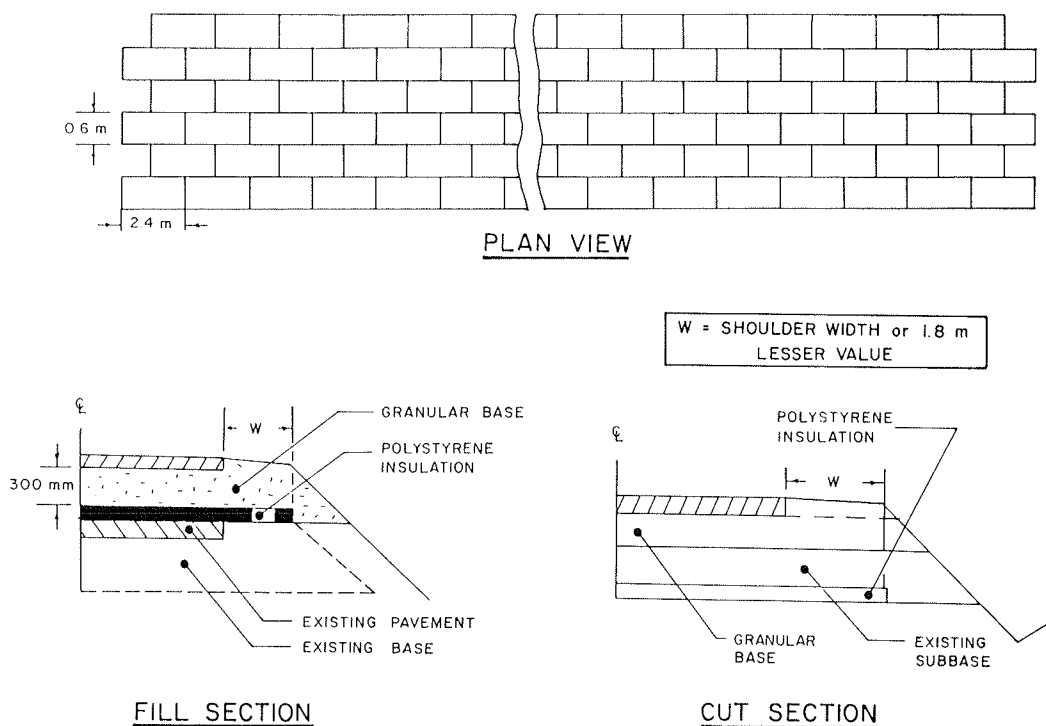 0.6 m
2.4 m
PLAN VIEW
W = SHOULDER WIDTH or 1.8 m
LESSER VALUE
℄
W
GRANULAR BASE
POLYSTYRENE
INSULATION
300 mm
EXISTING PAVEMENT
EXISTING BASE
FILL SECTION
POLYSTYRENE
INSULATION
℄
W
GRANULAR
BASE
EXISTING
SUBBASE
CUT SECTION